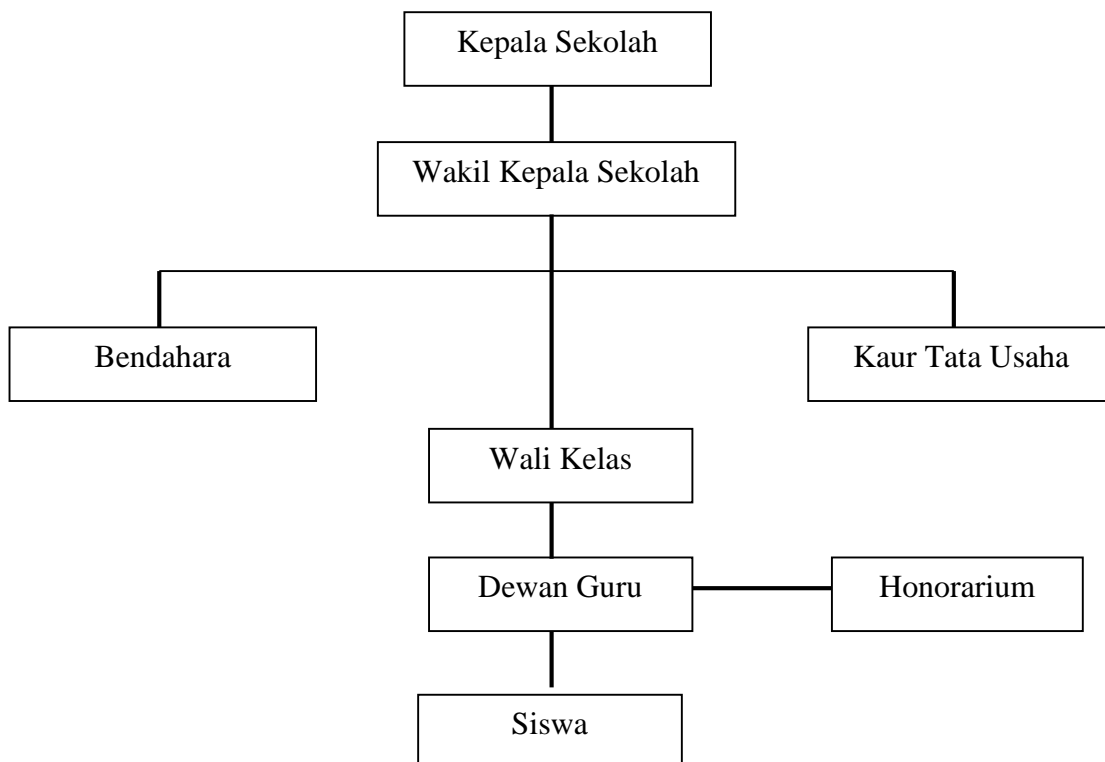 Kepala Sekolah
Wakil Kepala Sekolah
Bendahara
Kaur Tata Usaha
Wali Kelas
Dewan Guru
Honorarium
Siswa